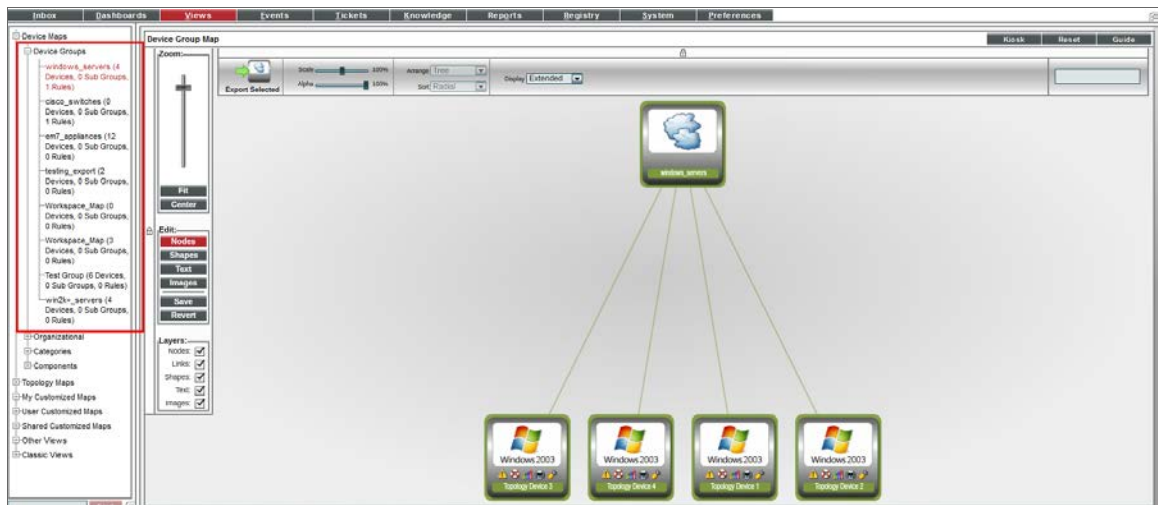 Inbox Dashboards Views Events Tickets Knowledge Reports Registry System Preferences
Device Maps
Device Groups
windows_servers (4
Devices, 0 Sub Groups,
1 Rules)
cisco_switches (0
Devices, 0 Sub Groups,
1 Rules)
em7_appliances (12
Devices, 0 Sub Groups,
0 Rules)
testing_export (2
Devices, 0 Sub Groups,
0 Rules)
Workspace_Map (0
Devices, 0 Sub Groups,
0 Rules)
Workspace_Map (3
Devices, 0 Sub Groups,
0 Rules)
Test Group (6 Devices,
0 Sub Groups, 0 Rules)
win2k+_servers (4
Devices, 0 Sub Groups,
0 Rules)
Organizational
Categories
Components
Topology Maps
My Customized Maps
User Customized Maps
Shared Customized Maps
Other Views
Classic Views
Device Group Map
Kiosk Reset Guide
Zoom:
Fit
Center
Edit:
Nodes
Shapes
Text
Images
Save
Revert
Layers:
Nodes:
Links:
Shapes:
Text:
Images:
Export Selected
Scale 100%
Alpha 100%
Arrange Tree
Sort Radial
Display Extended
windows_servers
Windows 2003 Windows 2003 Windows 2003 Windows 2003
Topology Device 3 Topology Device 4 Topology Device 1 Topology Device 2